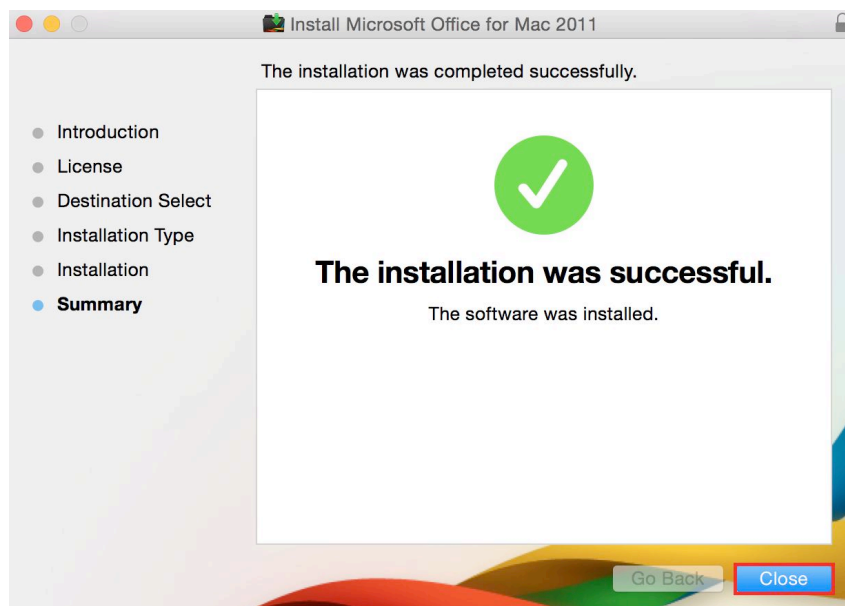 Install Microsoft Office for Mac 2011
The installation was completed successfully.
Introduction
License
Destination Select
Installation Type
Installation
Summary
The installation was successful.
The software was installed.
Go Back
Close